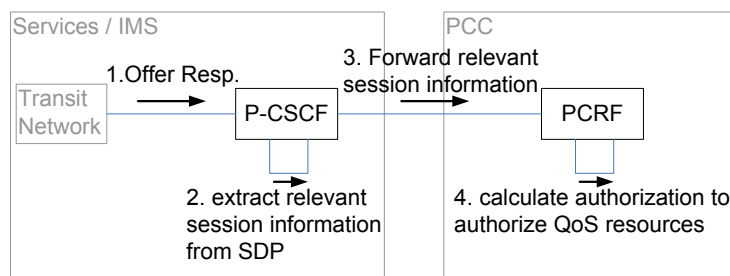 Services / IMS
PCC
1.Offer Resp.
3. Forward relevant
session information
Transit
Network
P-CSCF
PCRF
2. extract relevant
session information
from SDP
4. calculate authorization to
authorize QoS resources